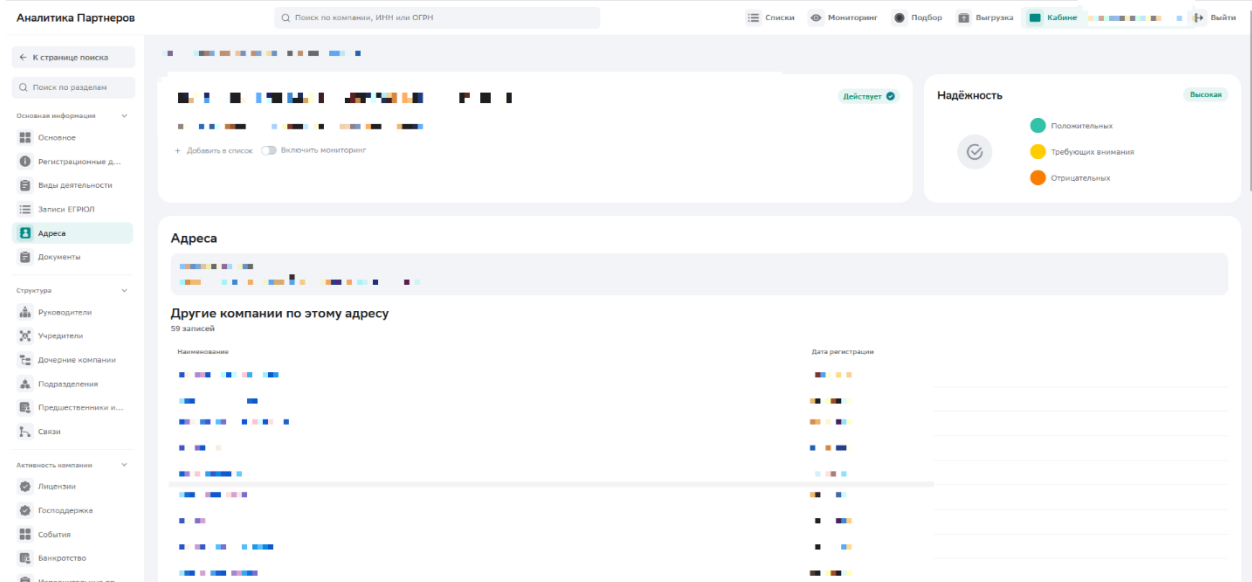 Аналитика Партнеров
Поиск по компании, ИНН или ОГРН
Списки
Мониторинг
Подбор
Выгрузка
Кабине
Выйти
К странице поиска
Поиск по разделам
Основная информация
Основное
Регистрационные д...
Виды деятельности
Записи ЕГРЮЛ
Адреса
Документы
Структура
Руководители
Учредители
Дочерние компании
Подразделения
Предшественники и...
Связи
Активность компании
Лицензии
Господдержка
События
Банкротство
Действует
+ Добавить в список
Включить мониторинг
Надёжность
Высокая
Положительных
Требующих внимания
Отрицательных
Адреса
Другие компании по этому адресу
59 записей
Наименование
Дата регистрации